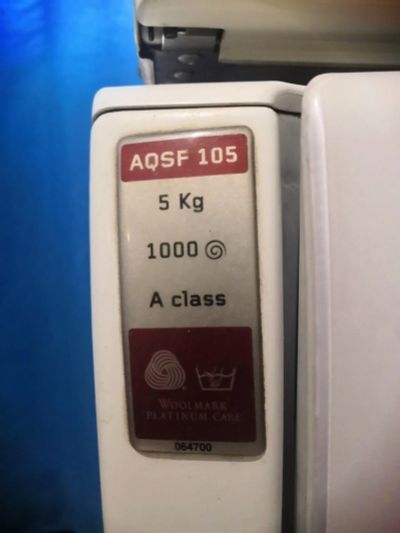 AQSF 105
5 Kg
1000
A class
WOOLMARK
PLATINUM CARE
064700